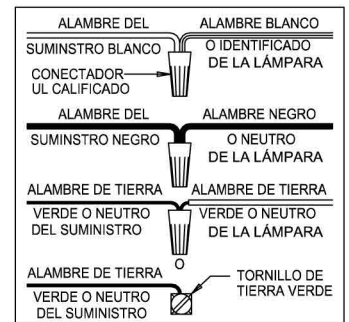 ALAMBRE DEL
SUMINSTRO BLANCO
ALAMBRE BLANCO
O IDENTIFICADO
DE LA LÁMPARA
CONECTADOR
UL CALIFICADO
ALAMBRE DEL
SUMINSTRO NEGRO
ALAMBRE NEGRO
O NEUTRO
DE LA LÁMPARA
ALAMBRE DE TIERRA
VERDE O NEUTRO
DEL SUMINISTRO
ALAMBRE DE TIERRA
VERDE O NEUTRO
DE LA LÁMPARA
O
ALAMBRE DE TIERRA
VERDE O NEUTRO
DEL SUMINISTRO
TORNILLO DE
TIERRA VERDE